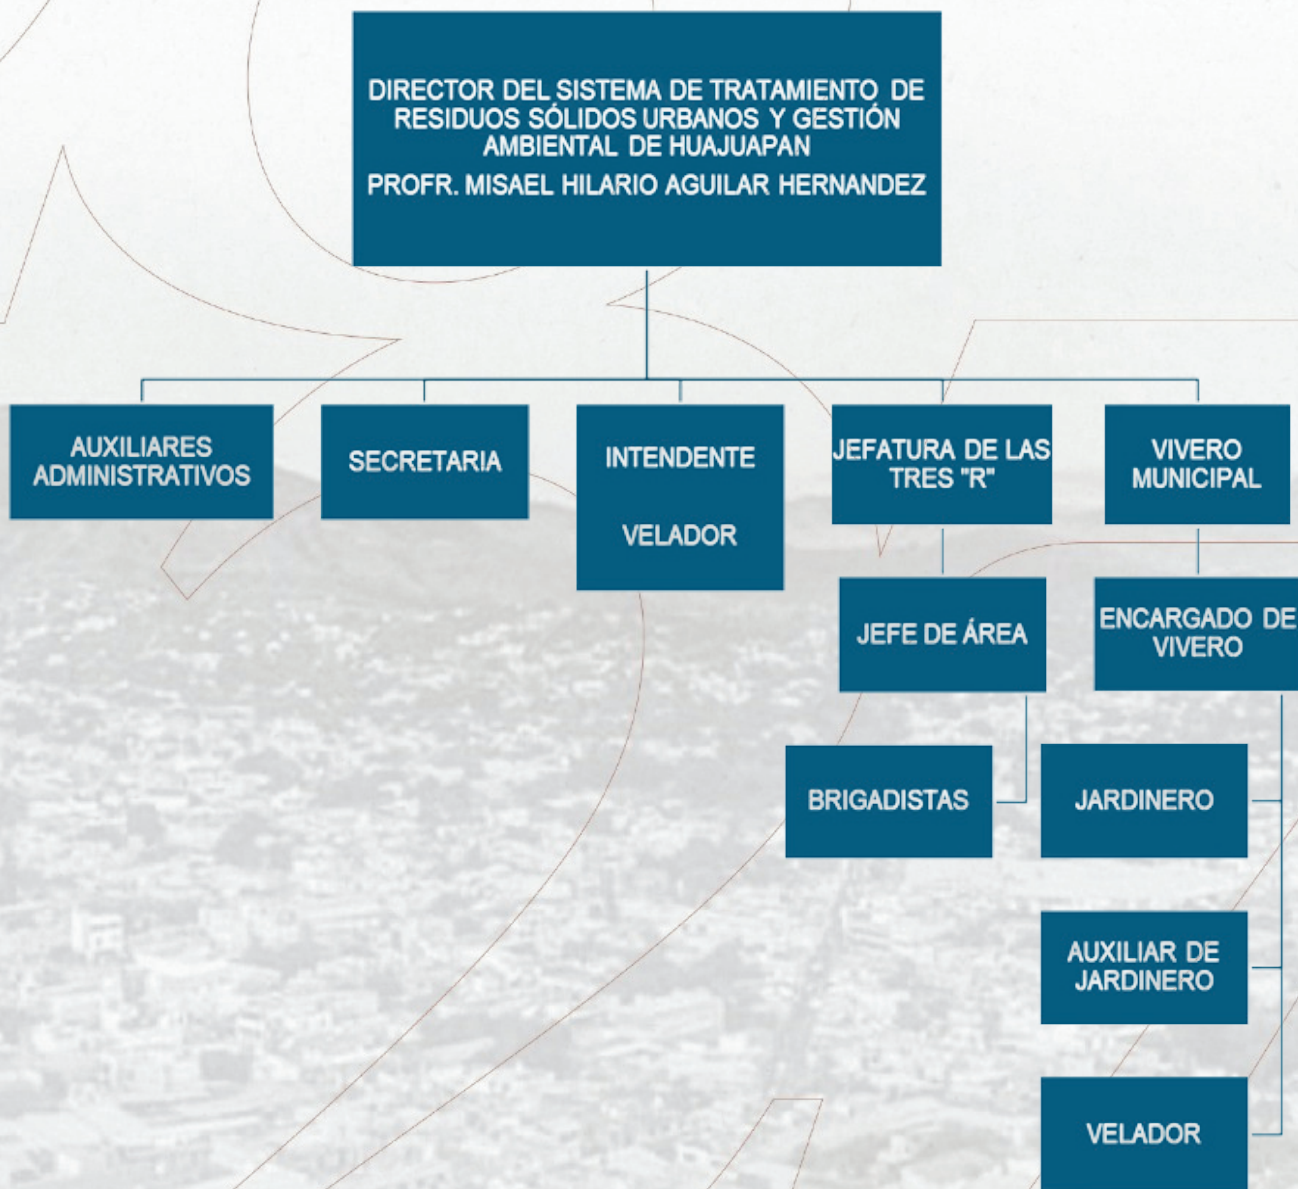 DIRECTOR DEL SISTEMA DE TRATAMIENTO DE
RESIDUOS SÓLIDOS URBANOS Y GESTIÓN
AMBIENTAL DE HUAJUAPAN
PROFR. MISAEL HILARIO AGUILAR HERNANDEZ
AUXILIARES
ADMINISTRATIVOS
SECRETARIA
INTENDENTE
VELADOR
JEFATURA DE LAS
TRES "R"
VIVERO
MUNICIPAL
JEFE DE ÁREA
ENCARGADO DE
VIVERO
BRIGADISTAS
JARDINERO
AUXILIAR DE
JARDINERO
VELADOR